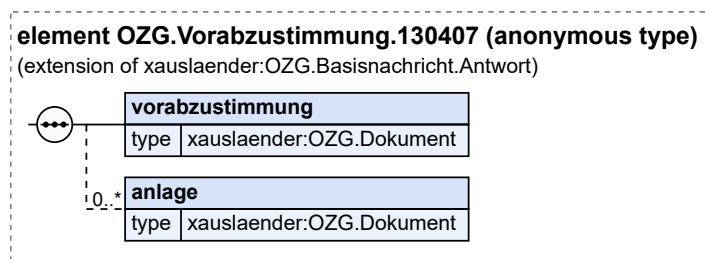 element OZG.Vorabzustimmung.130407 (anonymous type)
(extension of xauslaender:OZG.Basisnachricht.Antwort)
vorabzustimmung
type xauslaender:OZG.Dokument
0..* anlage
type xauslaender:OZG.Dokument